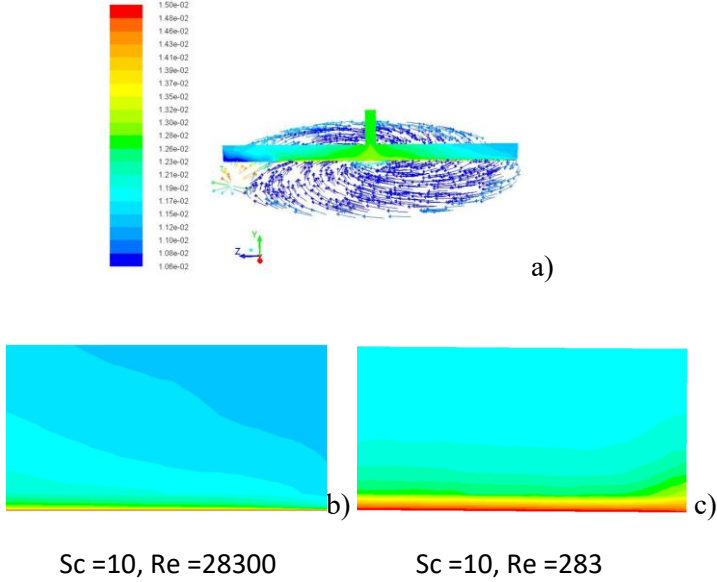 1.50e-02
1.48e-02
1.46e-02
1.43e-02
1.41e-02
1.39e-02
1.37e-02
1.35e-02
1.32e-02
1.30e-02
1.28e-02
1.26e-02
1.23e-02
1.21e-02
1.19e-02
1.17e-02
1.15e-02
1.12e-02
1.10e-02
1.08e-02
1.06e-02
Y
Z
a)
b)
c)
Sc =10, Re =28300
Sc =10, Re =283